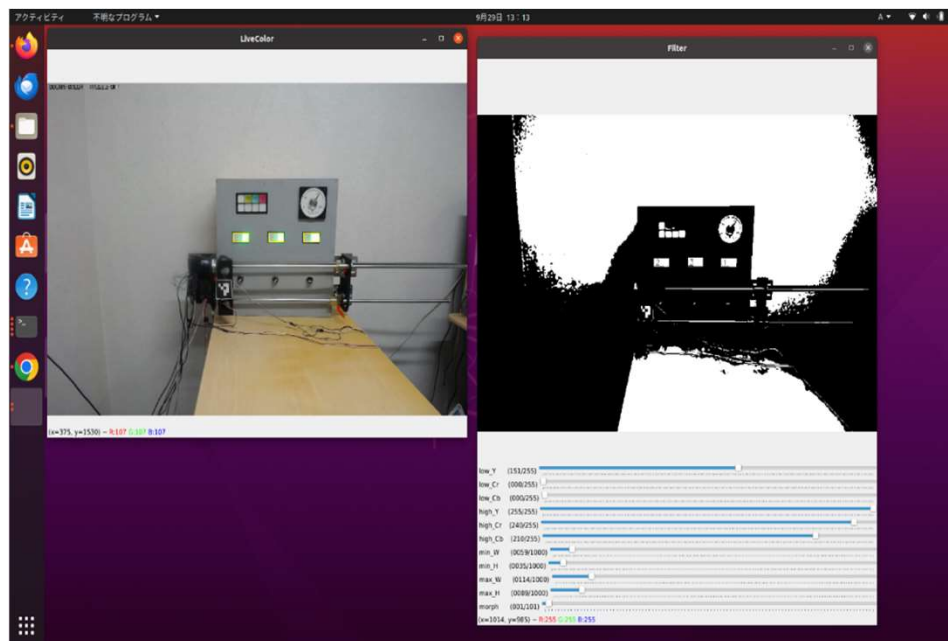 アクティビティ
不明なプログラム
9月29日 13:13
A
LiveColor
Filter
(x=375, y=1530) ~ R:107 G:107 B:107
low_Y (151/255)
low_Cr (000/255)
low_Cb (000/255)
high_Y (255/255)
high_Cr (240/255)
high_Cb (210/255)
min_W (0059/1000)
min_H (0035/1000)
max_W (0114/1000)
max_H (0089/1000)
morph (001/101)
(x=1014, y=985) ~ R:255 G:255 B:255